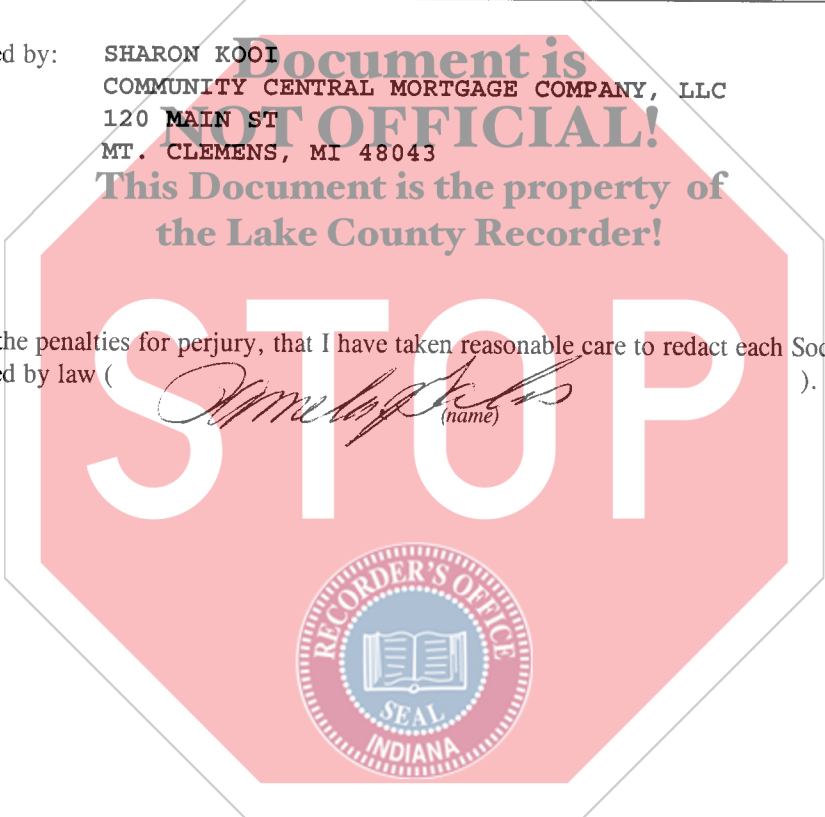 ed by: SHARON KOOI
COMMUNITY CENTRAL MORTGAGE COMPANY, LLC
120 MAIN ST
MT. CLEMENS, MI 48043
Document is
NOT OFFICIAL!
This Document is the property of
the Lake County Recorder!
the penalties for perjury, that I have taken reasonable care to redact each Soc
ed by law ( ).
(name)
STOP
RECORDER'S OFFICE
SEAL
INDIANA